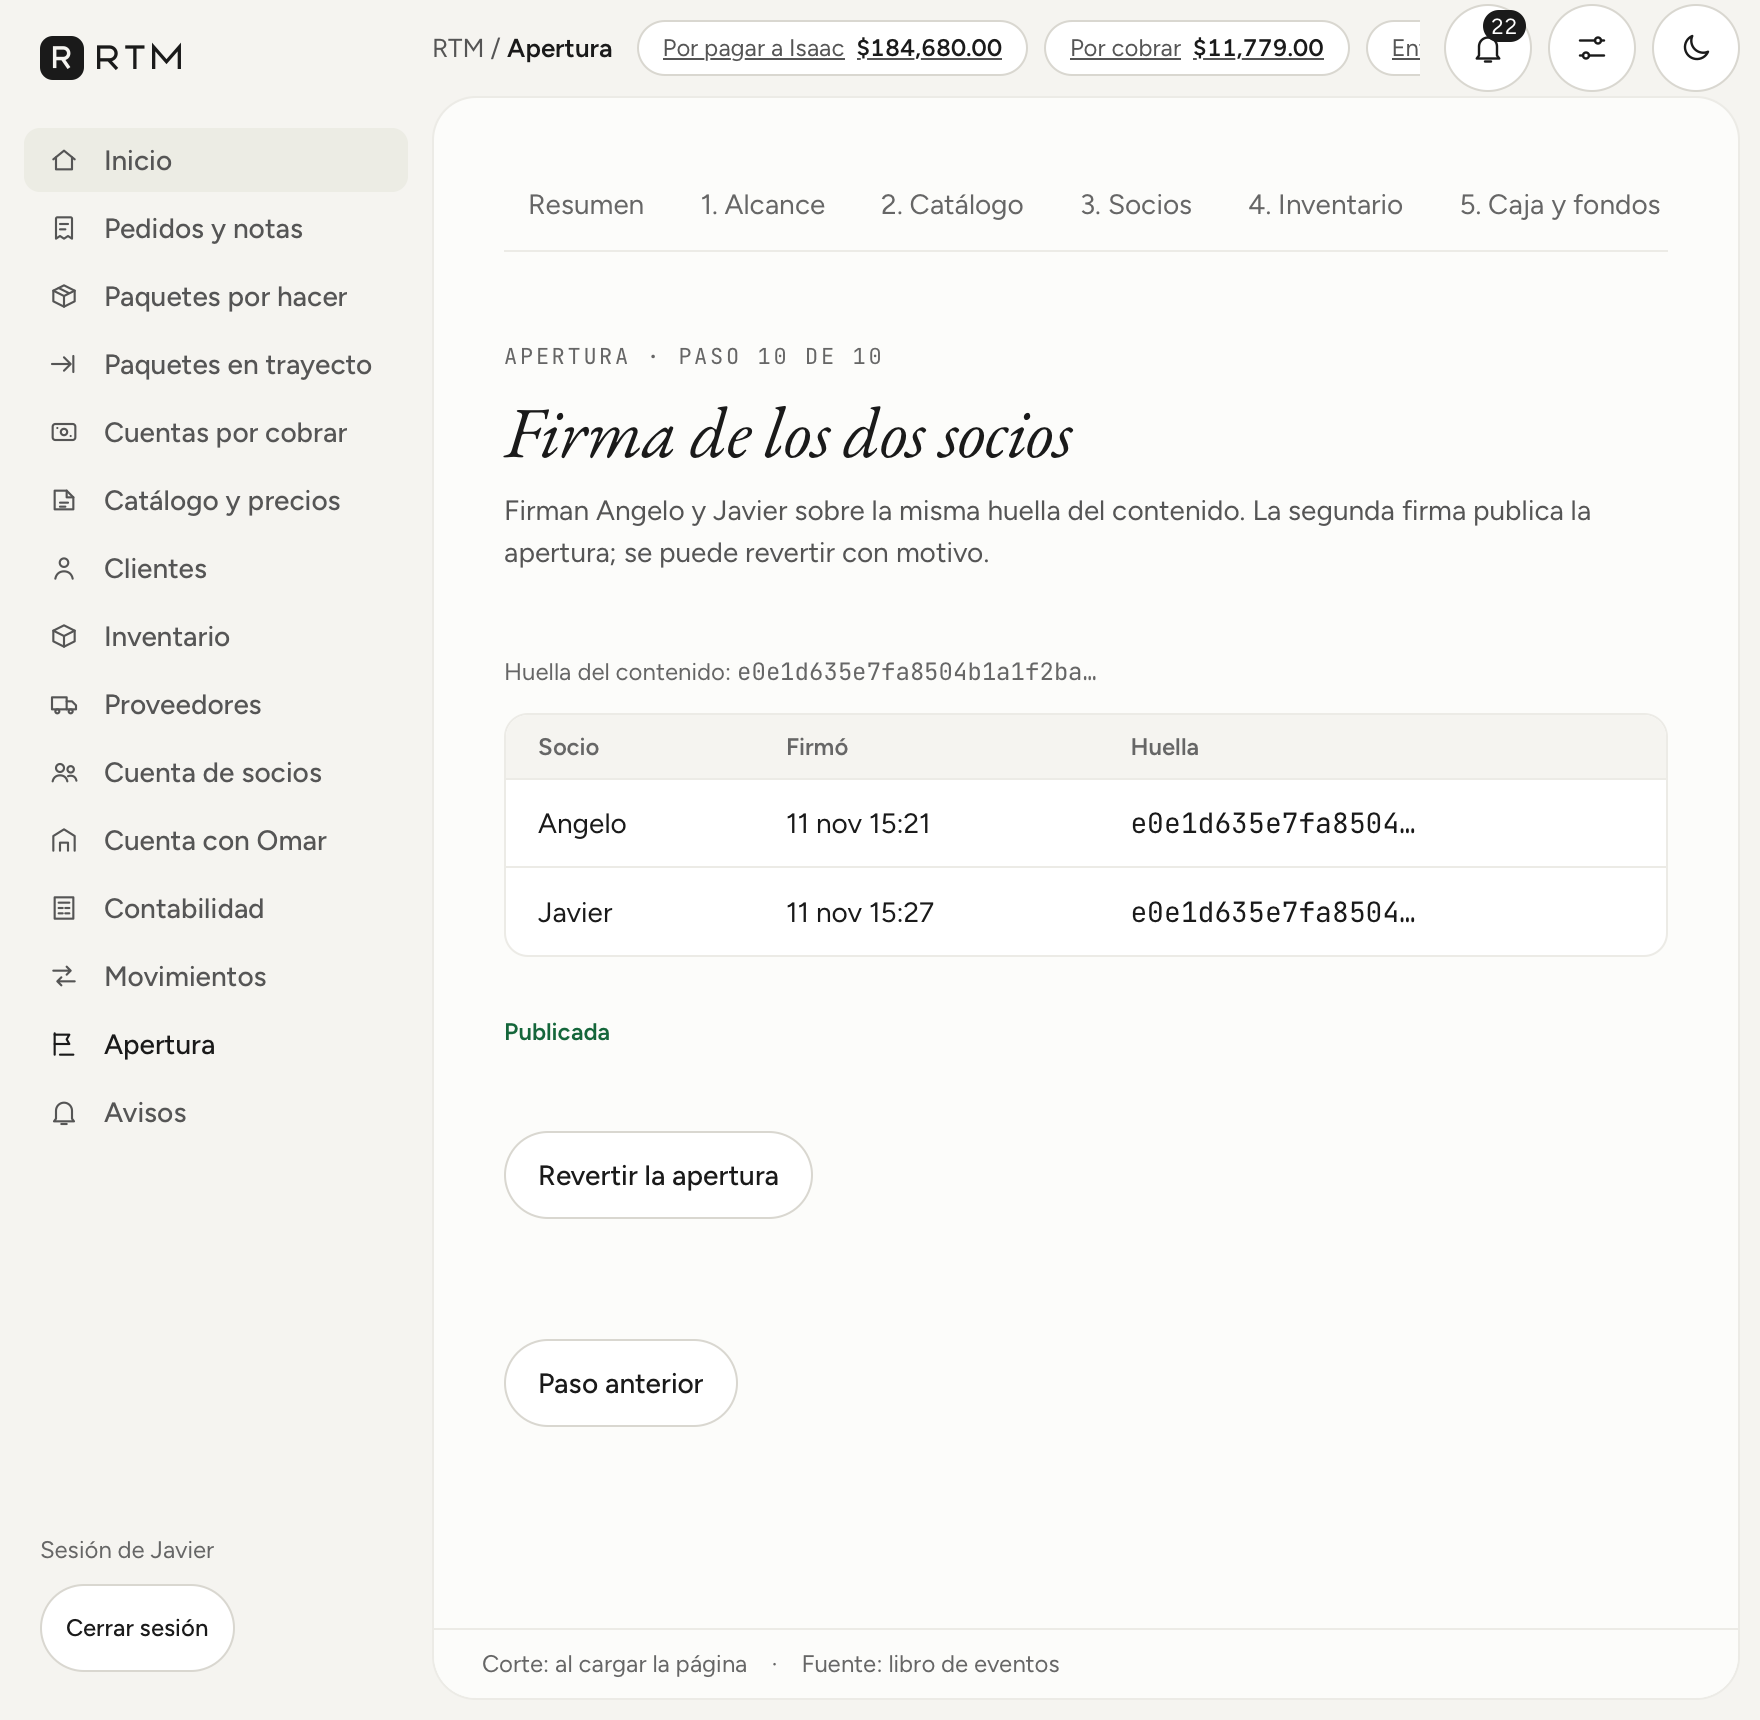 R RTM
RTM / Apertura
Por pagar a Isaac $184,680.00
Por cobrar $11,779.00
22
Inicio
Pedidos y notas
Paquetes por hacer
Paquetes en trayecto
Cuentas por cobrar
Catálogo y precios
Clientes
Inventario
Proveedores
Cuenta de socios
Cuenta con Omar
Contabilidad
Movimientos
Apertura
Avisos
Sesión de Javier
Cerrar sesión
Resumen 1. Alcance 2. Catálogo 3. Socios 4. Inventario 5. Caja y fondos
APERTURA · PASO 10 DE 10
Firma de los dos socios
Firman Angelo y Javier sobre la misma huella del contenido. La segunda firma publica la
apertura; se puede revertir con motivo.
Huella del contenido: e0e1d635e7fa8504b1a1f2ba…
Socio Firmó Huella
Angelo 11 nov 15:21 e0e1d635e7fa8504…
Javier 11 nov 15:27 e0e1d635e7fa8504…
Publicada
Revertir la apertura
Paso anterior
Corte: al cargar la página · Fuente: libro de eventos